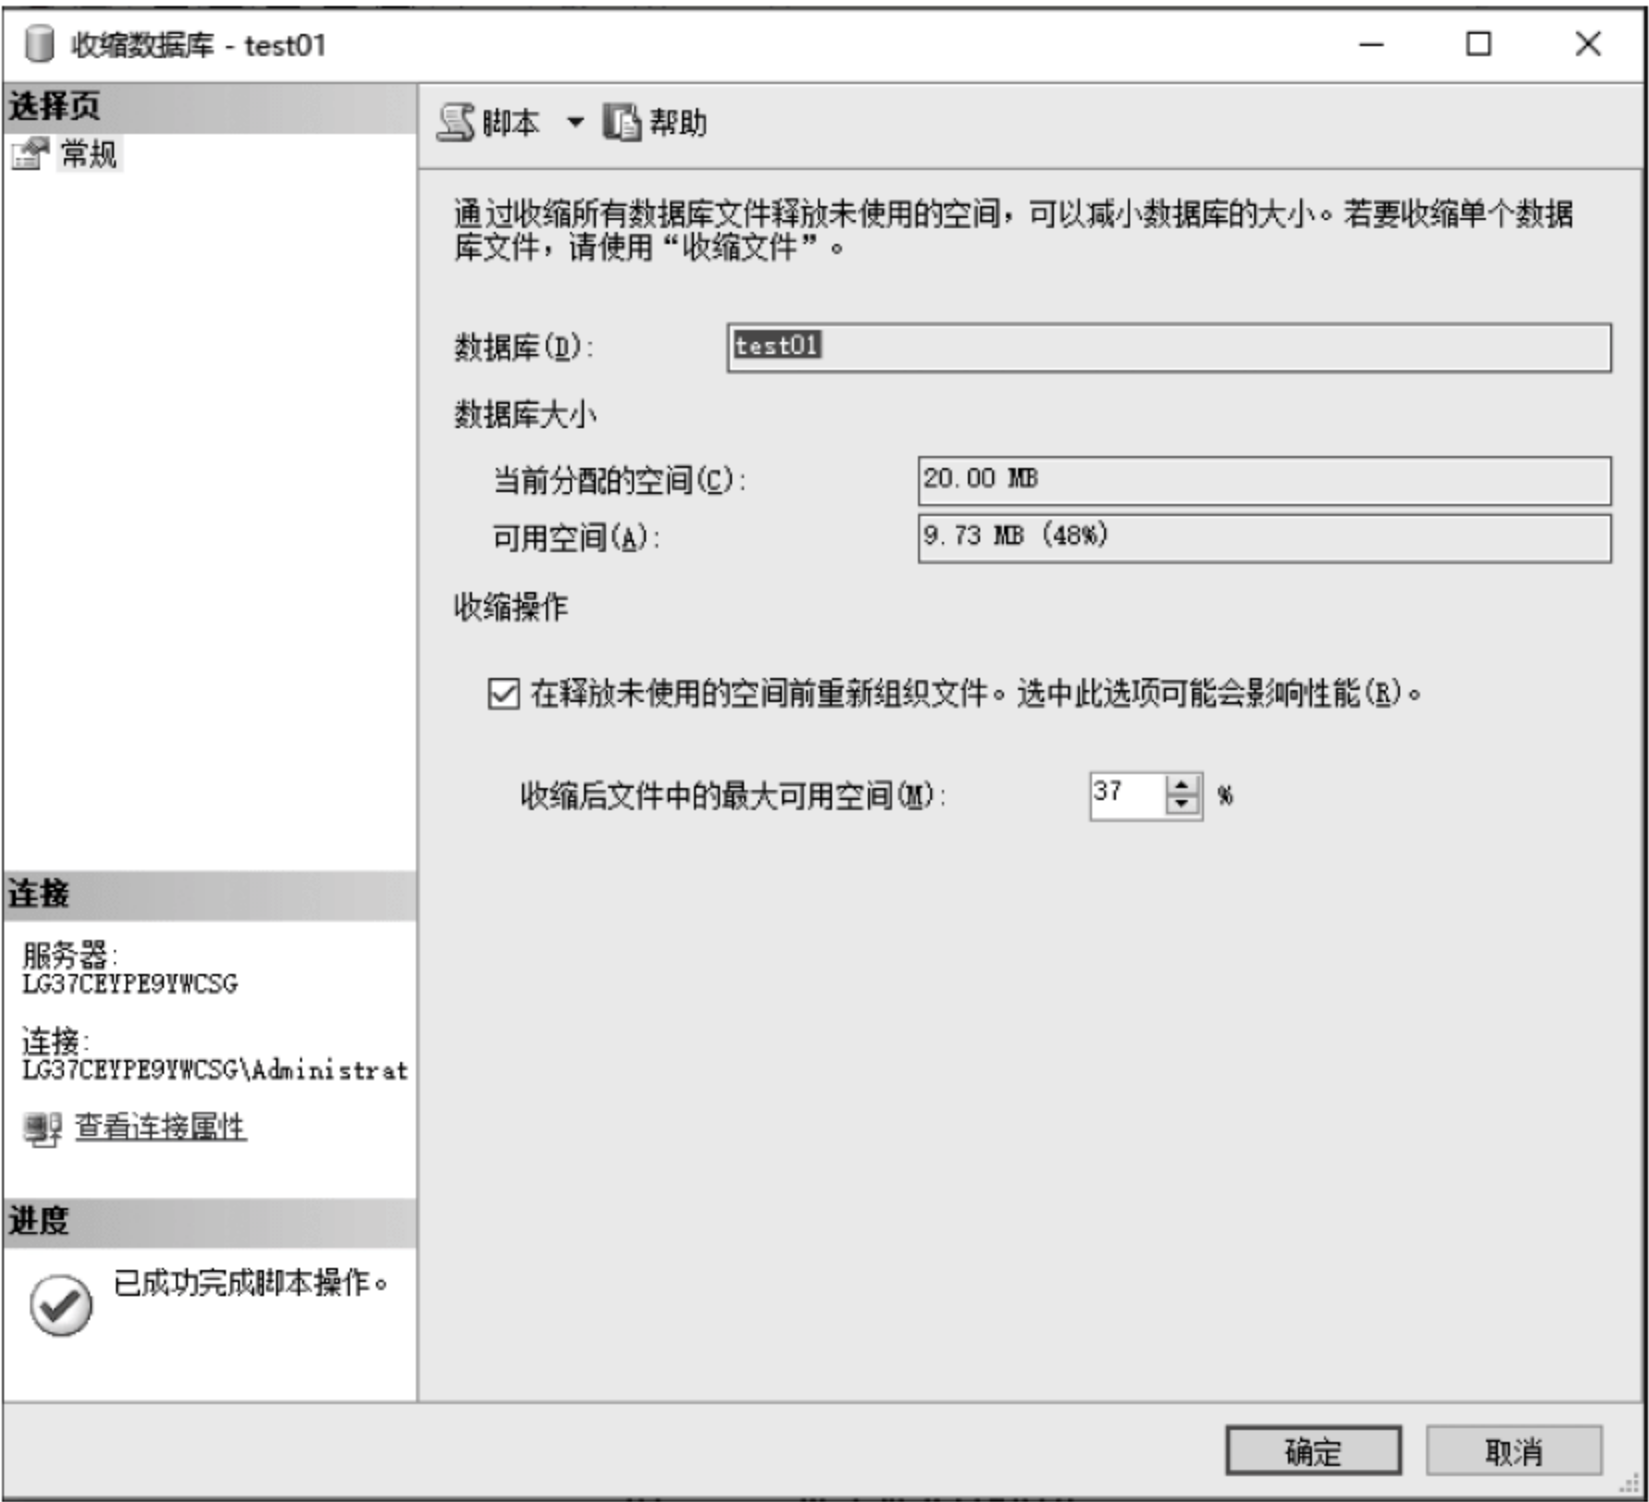 收缩数据库 - test01
选择页
常规
脚本
帮助
通过收缩所有数据库文件释放未使用的空间，可以减小数据库的大小。若要收缩单个数据
库文件，请使用“收缩文件”。
数据库(D):
test01
数据库大小
当前分配的空间(C):
20.00 MB
可用空间(A):
9.73 MB (48%)
收缩操作
在释放未使用的空间前重新组织文件。选中此选项可能会影响性能(R)。
收缩后文件中的最大可用空间(M):
37
%
连接
服务器:
LG37CEYPE9YWCSG
连接:
LG37CEYPE9YWCSG\Administrat
查看连接属性
进度
已成功完成脚本操作。
确定
取消